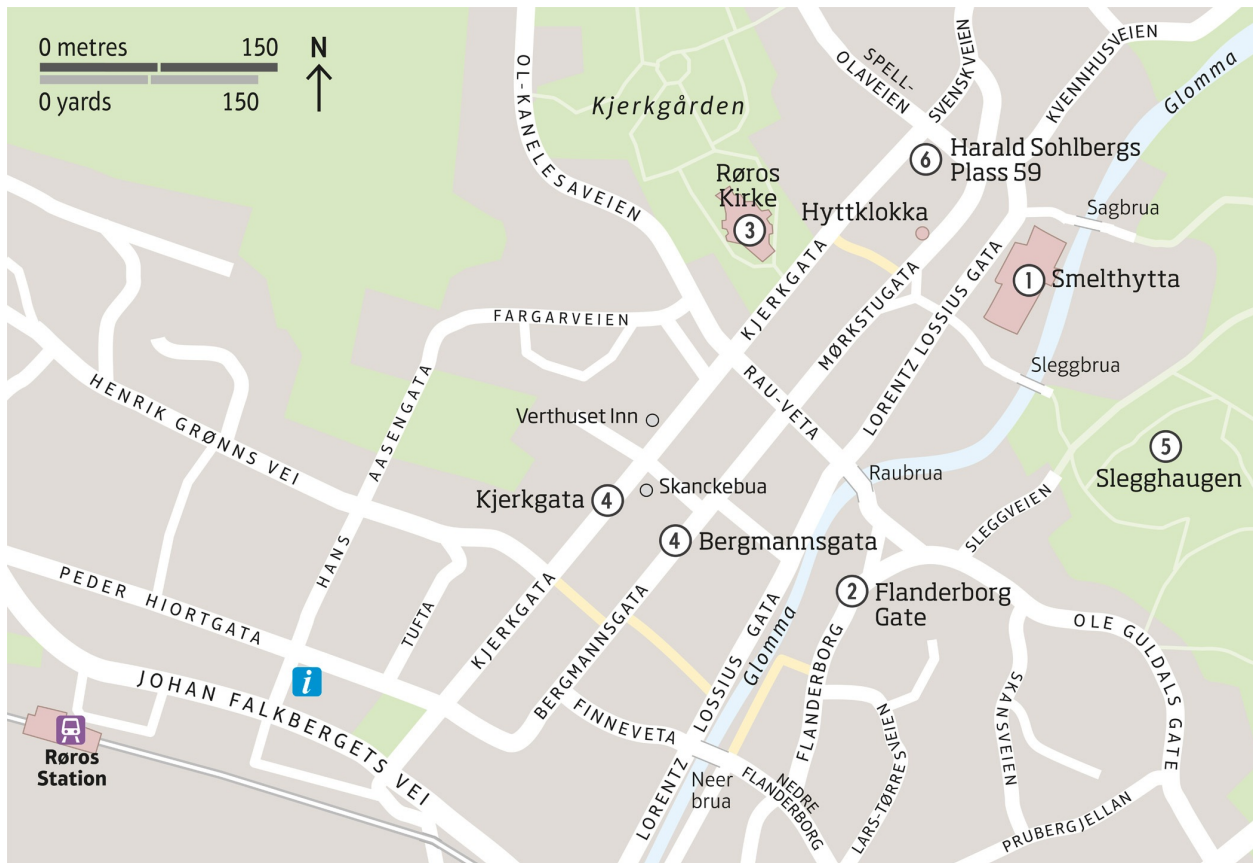 0 metres 150
0 yards 150
N
OL-KANELESAVEIEN
Kjerkgården
SPELL-
OLAVEIEN
SVENSKVEIEN
KVENNHUSVEIEN
Glomma
6
Harald Sohlbergs
Plass 59
Røros
Kirke
3
Hyttklokka
Sagbrua
1
Smelthytta
KJERKGATA
MØRKSTUGATA
LORENTZ LOSSIUS GATA
FARGARVEIEN
RAU-VETA
Sleggbrua
HENRIK GRØNNS VEI
HANS AASENGATA
Verthuset Inn
Skanckebua
Kjerkgata
4
4
Bergmannsgata
Raubrua
5
Slegghaugen
SLEGGVEIEN
PEDER HIORTGATA
TUFTA
KJERKGATA
BERGMANNSGATA
LORENTZ LOSSIUS GATA
Glomma
2
Flanderborg
Gate
FLANDERBORG
OLE GULDALS GATE
JOHAN FALKBERGETS VEI
i
FINNEVETA
SKANSVEIEN
LARS-TØRRESVEIEN
Røros
Station
Neer
brua
NEDRE
FLANDERBORG
PRUBERGJELLAN